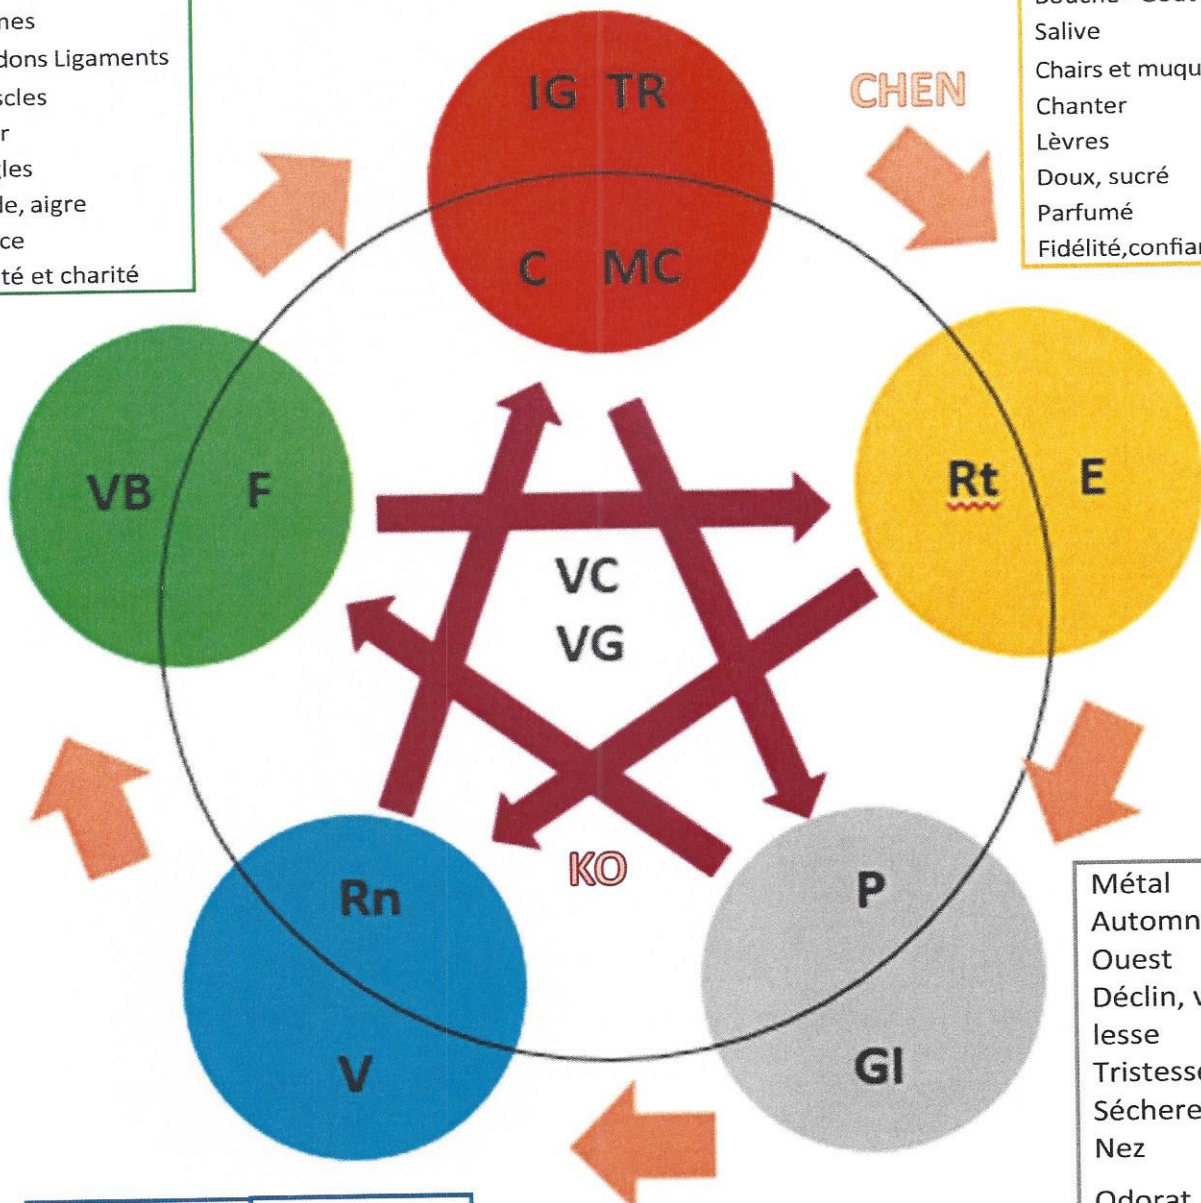 nes
dons Ligaments
scles
r
gles
le, aigre
ce
té et charité
IG TR
C MC
CHEN
Salive
Chairs et muqu
Chanter
Lèvres
Doux, sucré
Parfumé
Fidélité,confian
VB F
Rt E
VC
VG
KO
Rn
V
P
GI
Métal
Automn
Ouest
Déclin, v
lesse
Tristesse
Séchere
Nez
Odorat